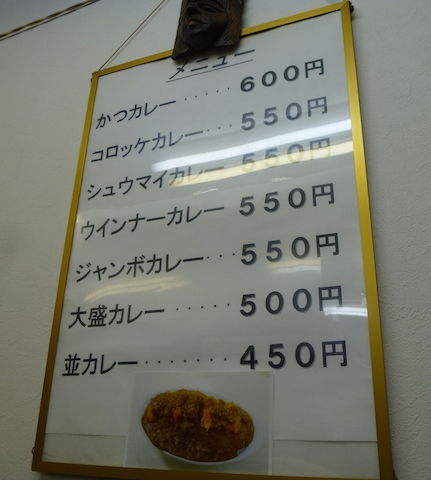 メニュー
かつカレー ····· 600円
コロッケカレー··· 550円
シュウマイカレー 550円
ウインナーカレー 550円
ジャンボカレー··· 550円
大盛カレー ····· 500円
並カレー ······· 450円